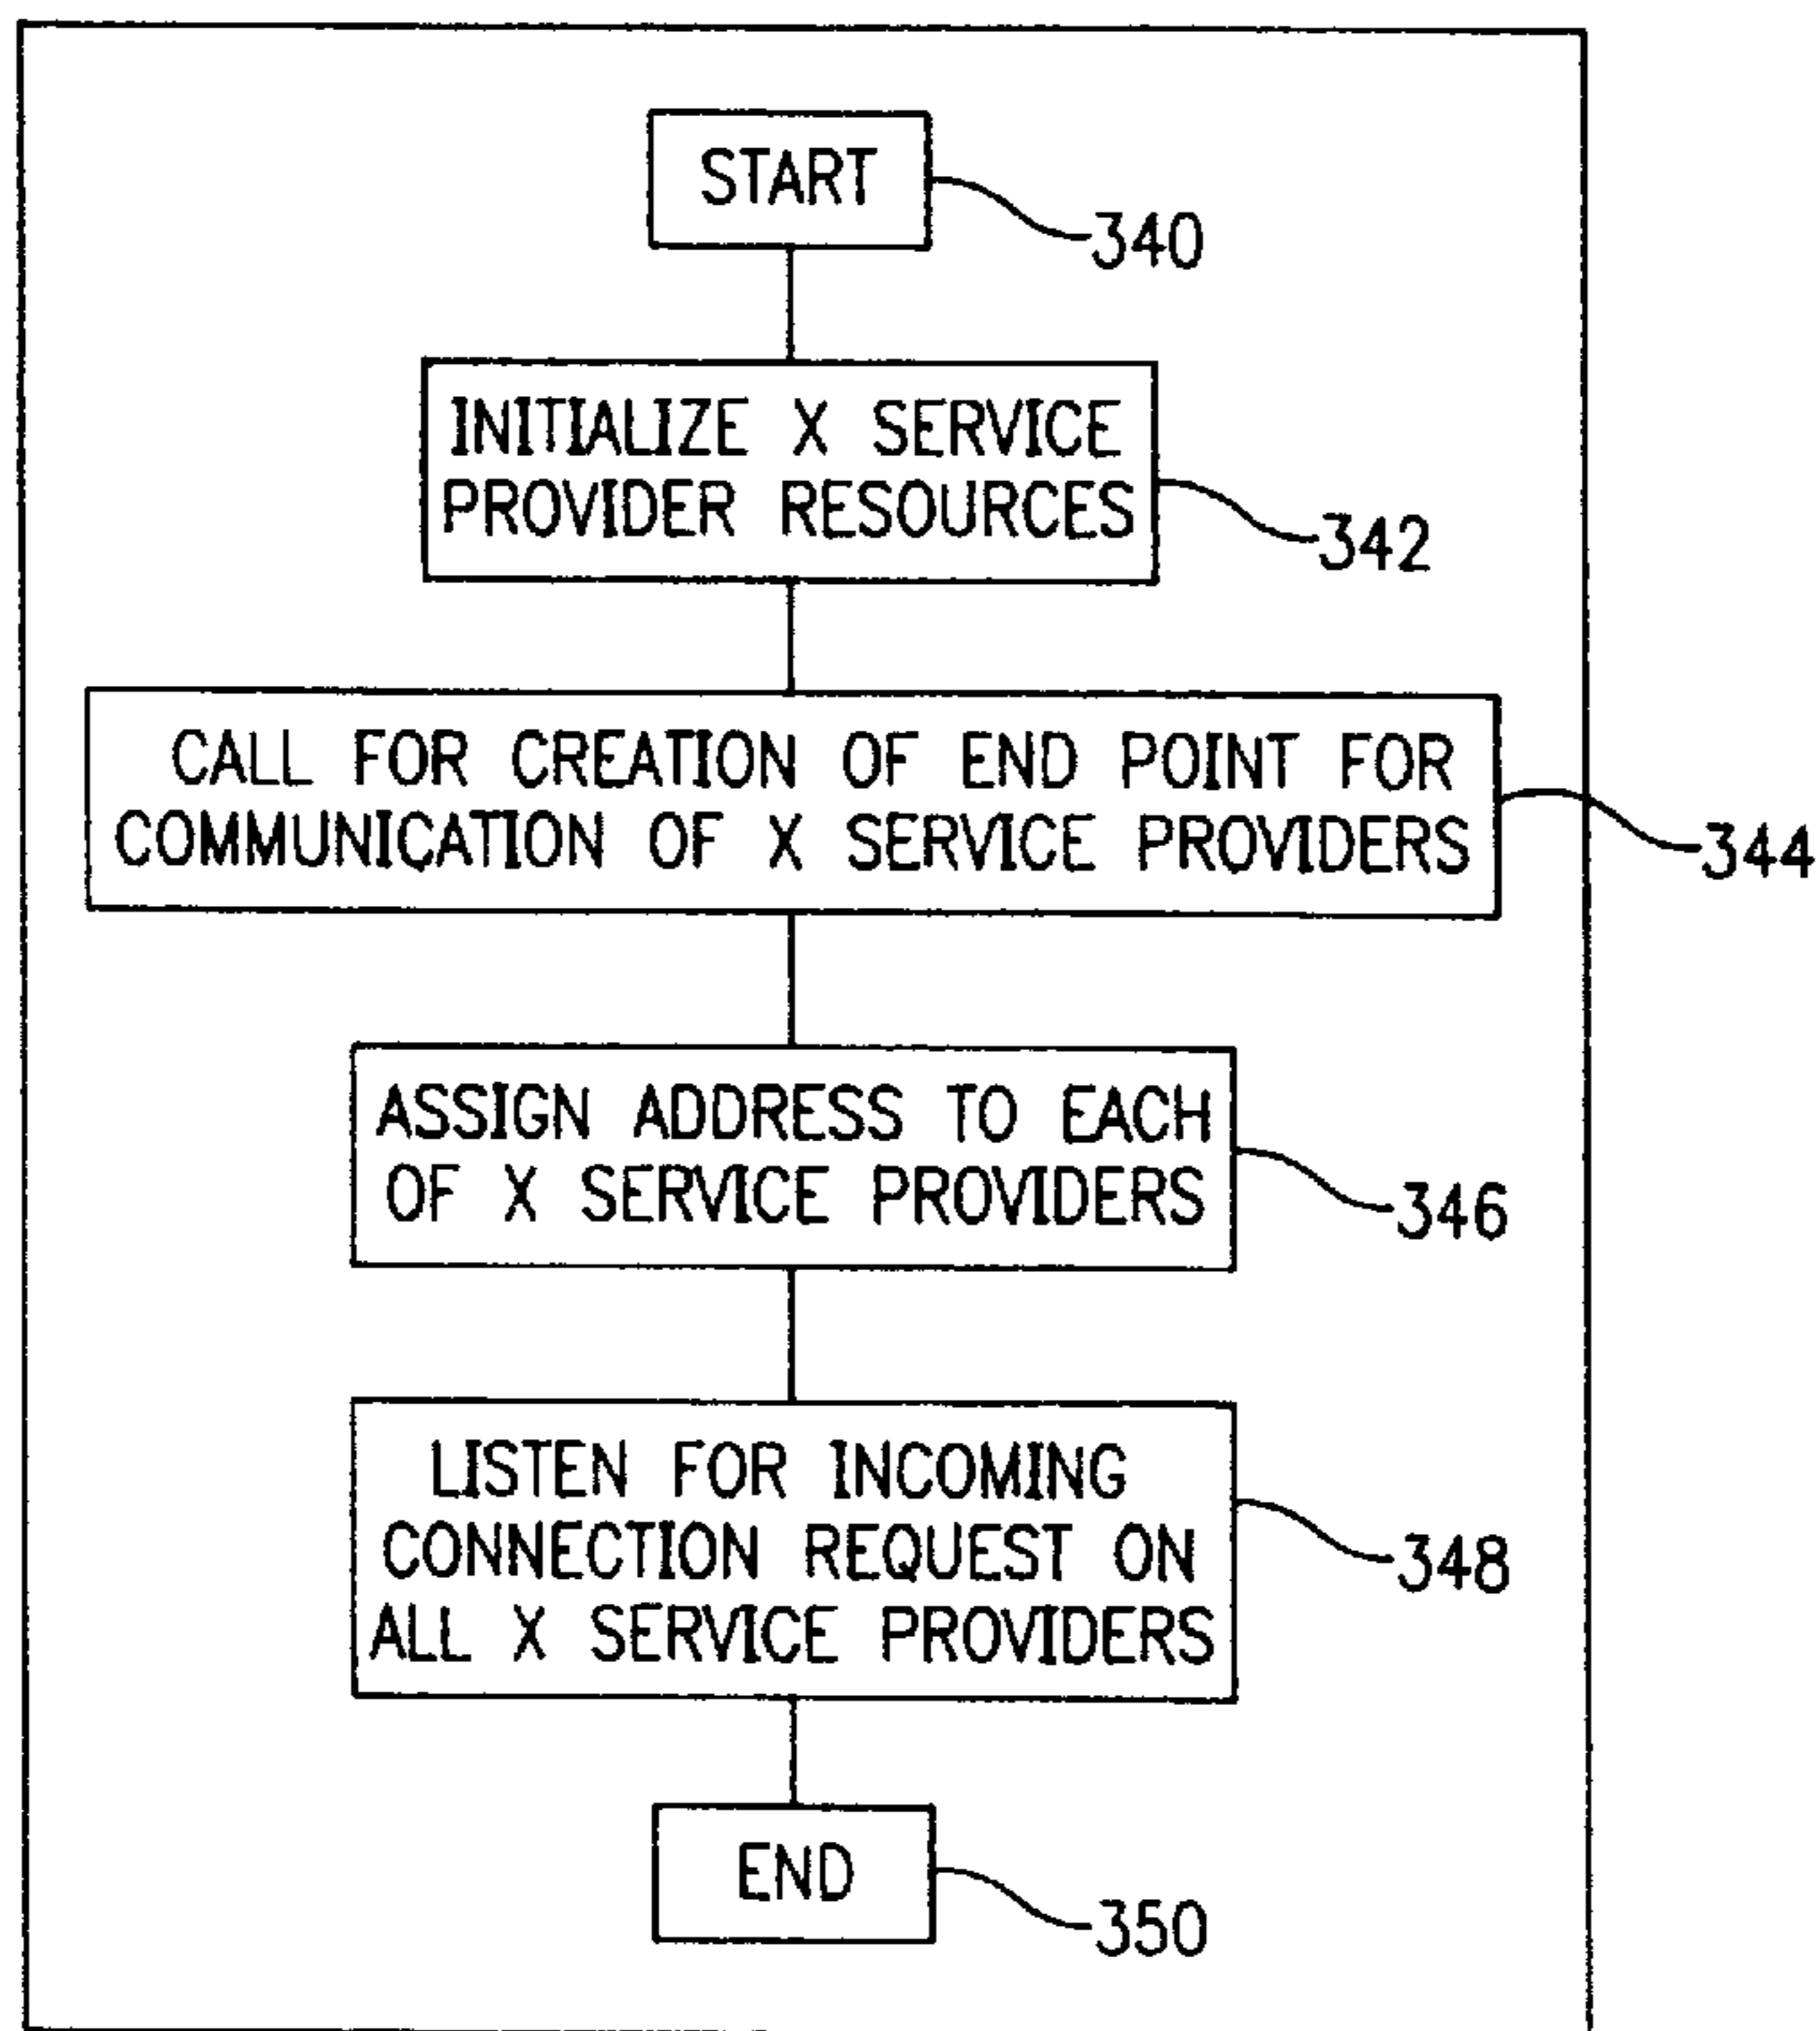 START
340
INITIALIZE X SERVICE
PROVIDER RESOURCES
342
CALL FOR CREATION OF END POINT FOR
COMMUNICATION OF X SERVICE PROVIDERS
344
ASSIGN ADDRESS TO EACH
OF X SERVICE PROVIDERS
346
LISTEN FOR INCOMING
CONNECTION REQUEST ON
ALL X SERVICE PROVIDERS
348
END
350